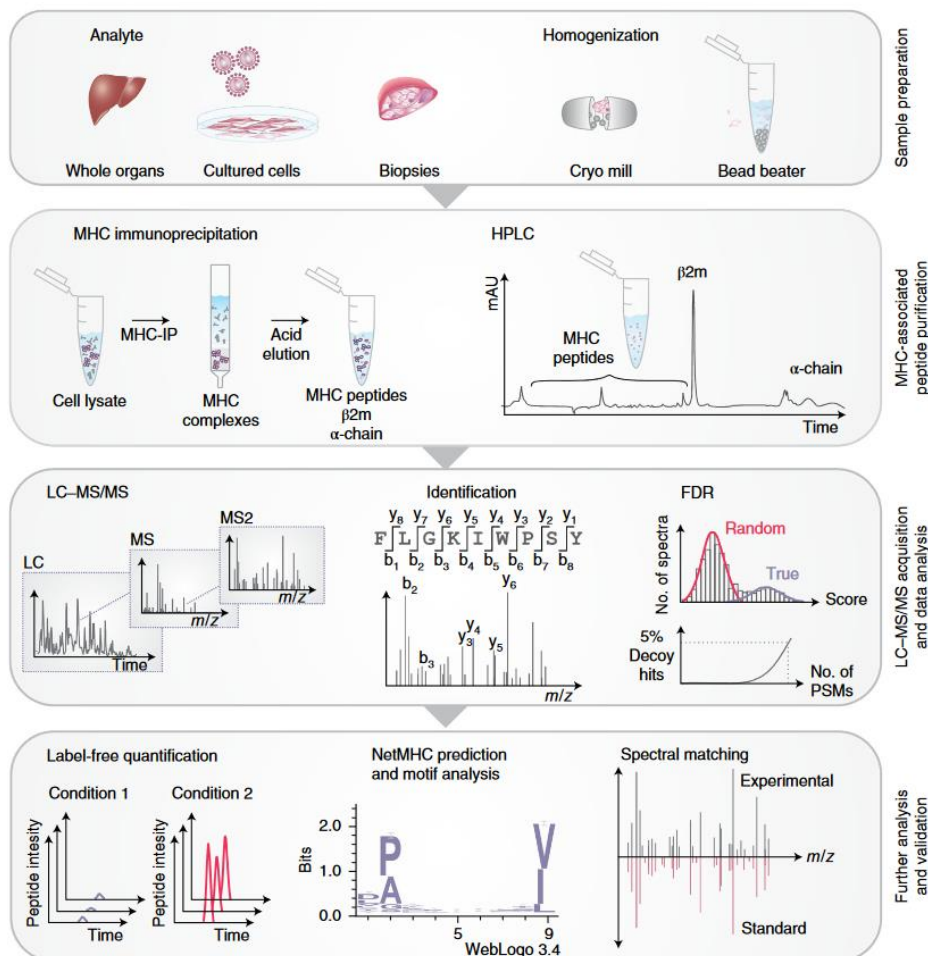 Analyte
Homogenization
Whole organs
Cultured cells
Biopsies
Cryo mill
Bead beater
Sample preparation
MHC immunoprecipitation
MHC-IP
Acid
elution
Cell lysate
MHC
complexes
MHC peptides
β2m
α-chain
HPLC
mAU
MHC
peptides
β2m
α-chain
Time
MHC-associated
peptide purification
LC–MS/MS
LC
Time
MS
m/z
MS2
m/z
Identification
y8 y7 y6 y5 y4 y3 y2 y1
F L G K I W P S Y
b1 b2 b3 b4 b5 b6 b7 b8
b2
b3
y3
y4
y5
y6
m/z
FDR
No. of spectra
Random
True
Score
5%
Decoy
hits
No. of
PSMs
LC–MS/MS acquisition
and data analysis
Label-free quantification
Condition 1
Peptide intesity
Time
Condition 2
Peptide intesity
Time
NetMHC prediction
and motif analysis
Bits
2.0
1.0
0.0
P
A
V
I
5
9
WebLogo 3.4
Spectral matching
Experimental
m/z
Standard
Further analysis
and validation